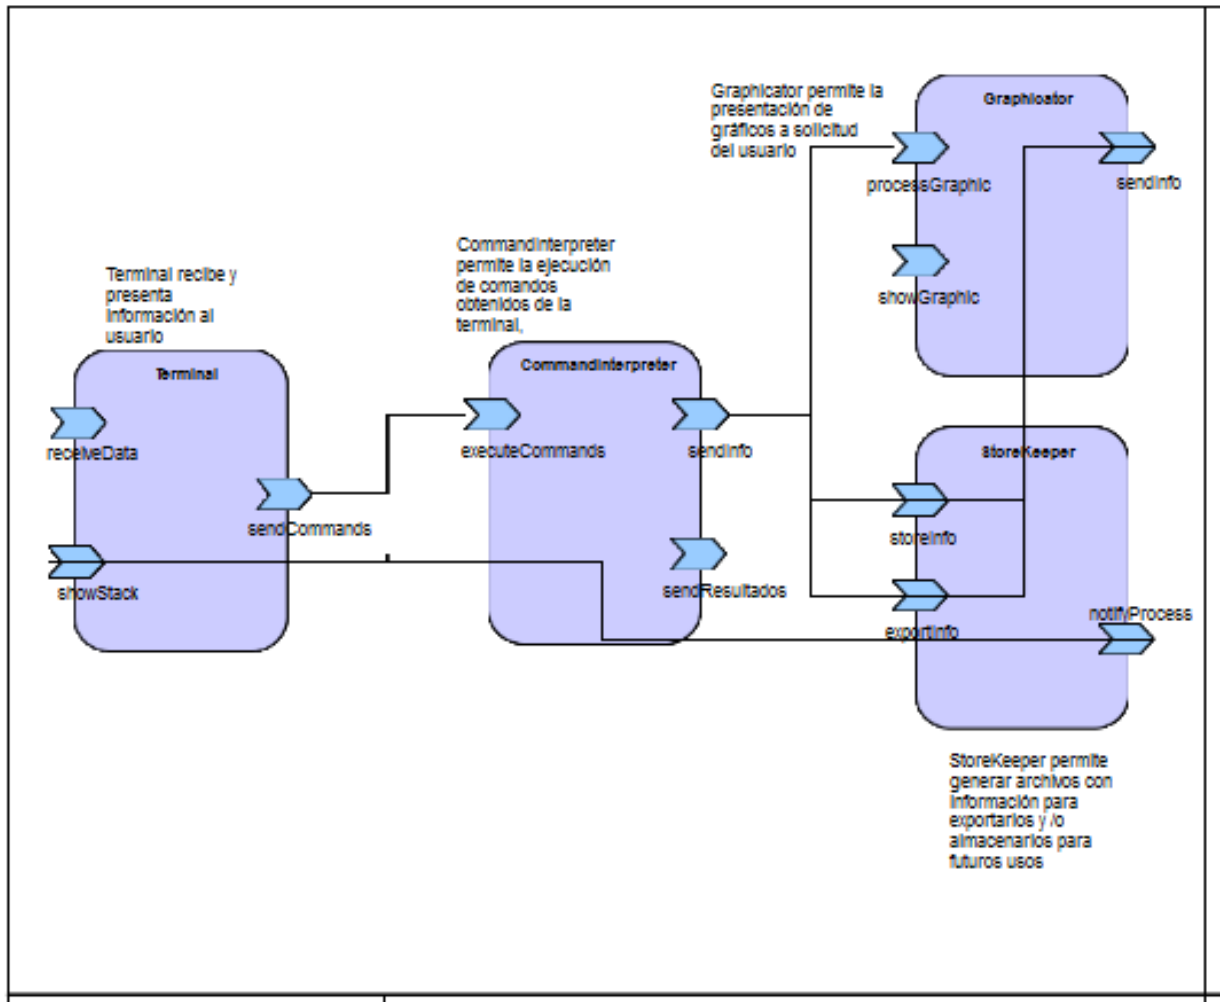 Graphicator permite la
presentación de
gráficos a solicitud
del usuario
Graphicator
processGraphic
sendInfo
showGraphic
CommandInterpreter
permite la ejecución
de comandos
obtenidos de la
terminal,
Terminal recibe y
presenta
información al
usuario
Terminal
receiveData
sendCommands
showStack
CommandInterpreter
executeCommands
sendInfo
sendResultados
StoreKeeper
storeInfo
exportInfo
notifyProcess
StoreKeeper permite
generar archivos con
información para
exportarlos y /o
almacenarlos para
futuros usos